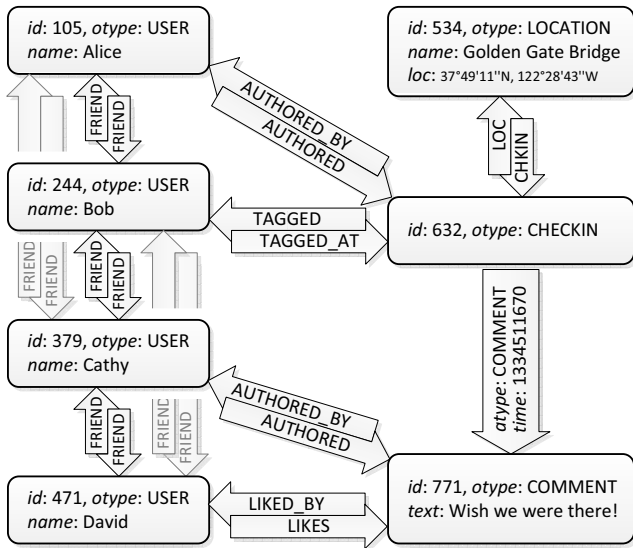 id: 105, otype: USER
name: Alice
id: 534, otype: LOCATION
name: Golden Gate Bridge
loc: 37°49'11''N, 122°28'43''W
FRIEND
FRIEND
AUTHORED_BY
AUTHORED
LOC
CHKIN
id: 244, otype: USER
name: Bob
TAGGED
TAGGED_AT
id: 632, otype: CHECKIN
FRIEND
FRIEND
FRIEND
FRIEND
atype: COMMENT
time: 1334511670
id: 379, otype: USER
name: Cathy
AUTHORED_BY
AUTHORED
FRIEND
FRIEND
FRIEND
FRIEND
id: 471, otype: USER
name: David
LIKED_BY
LIKES
id: 771, otype: COMMENT
text: Wish we were there!